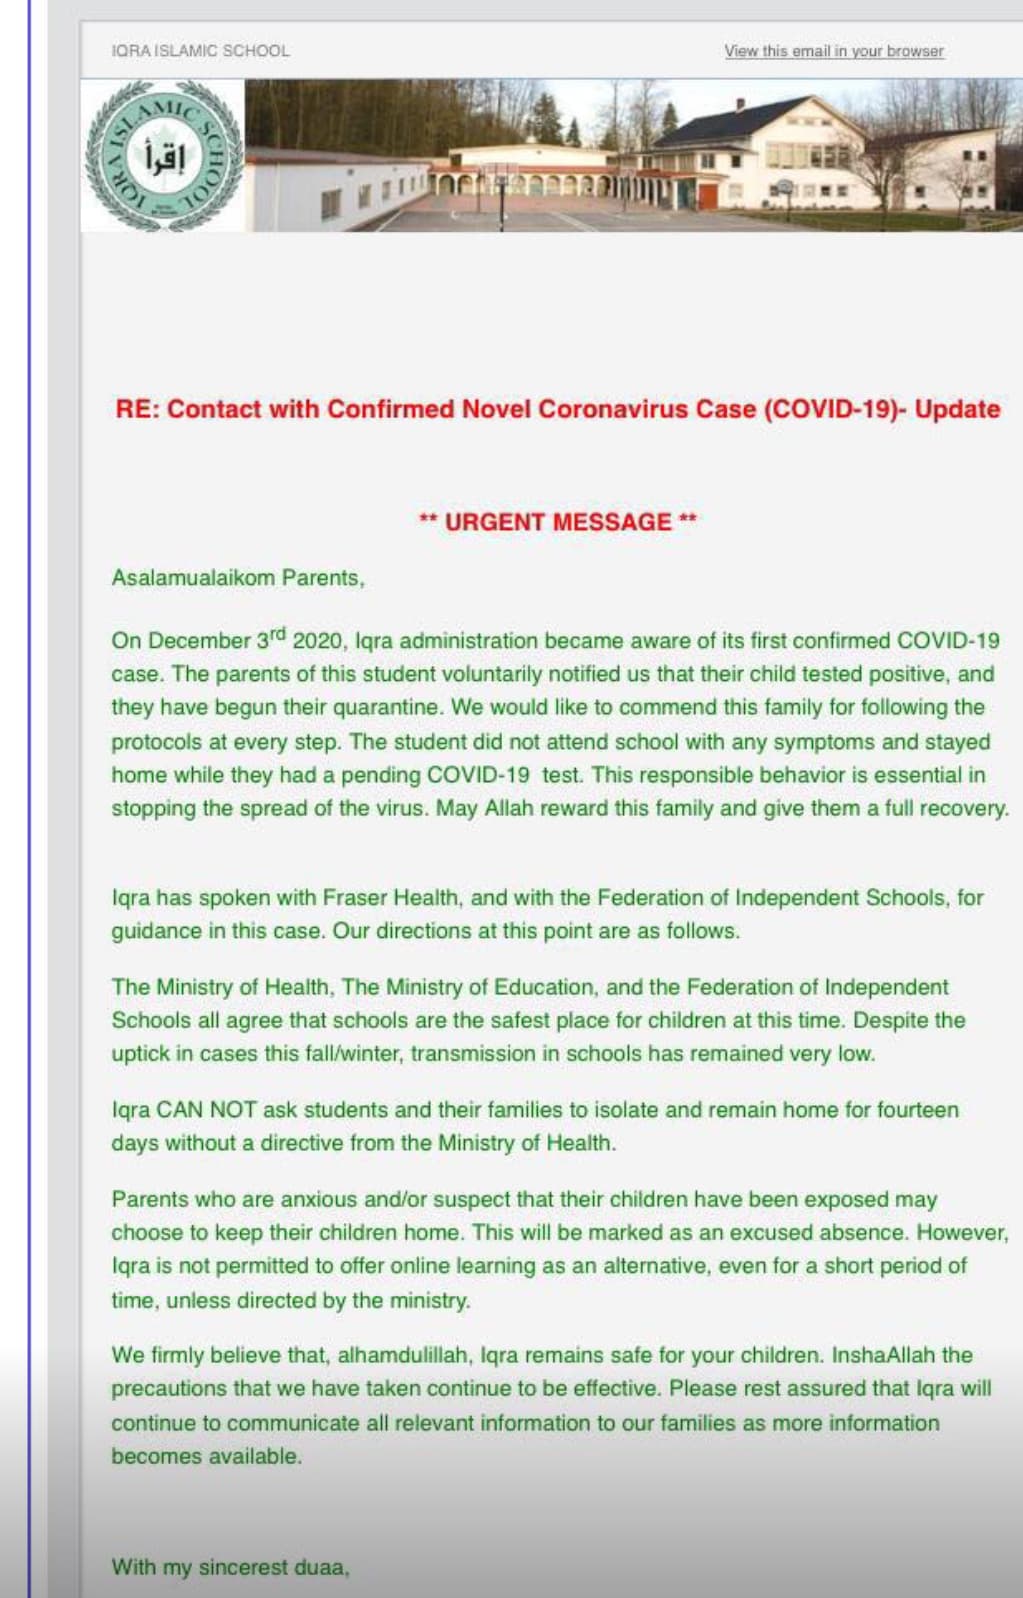 IQRA ISLAMIC SCHOOL
View this email in your browser
IQRA ISLAMIC SCHOOL
إقرأ
RE: Contact with Confirmed Novel Coronavirus Case (COVID-19)- Update
** URGENT MESSAGE **
Asalamualaikom Parents,
On December 3rd 2020, Iqra administration became aware of its first confirmed COVID-19
case. The parents of this student voluntarily notified us that their child tested positive, and
they have begun their quarantine. We would like to commend this family for following the
protocols at every step. The student did not attend school with any symptoms and stayed
home while they had a pending COVID-19 test. This responsible behavior is essential in
stopping the spread of the virus. May Allah reward this family and give them a full recovery.
Iqra has spoken with Fraser Health, and with the Federation of Independent Schools, for
guidance in this case. Our directions at this point are as follows.
The Ministry of Health, The Ministry of Education, and the Federation of Independent
Schools all agree that schools are the safest place for children at this time. Despite the
uptick in cases this fall/winter, transmission in schools has remained very low.
Iqra CAN NOT ask students and their families to isolate and remain home for fourteen
days without a directive from the Ministry of Health.
Parents who are anxious and/or suspect that their children have been exposed may
choose to keep their children home. This will be marked as an excused absence. However,
Iqra is not permitted to offer online learning as an alternative, even for a short period of
time, unless directed by the ministry.
We firmly believe that, alhamdulillah, Iqra remains safe for your children. InshaAllah the
precautions that we have taken continue to be effective. Please rest assured that Iqra will
continue to communicate all relevant information to our families as more information
becomes available.
With my sincerest duaa,